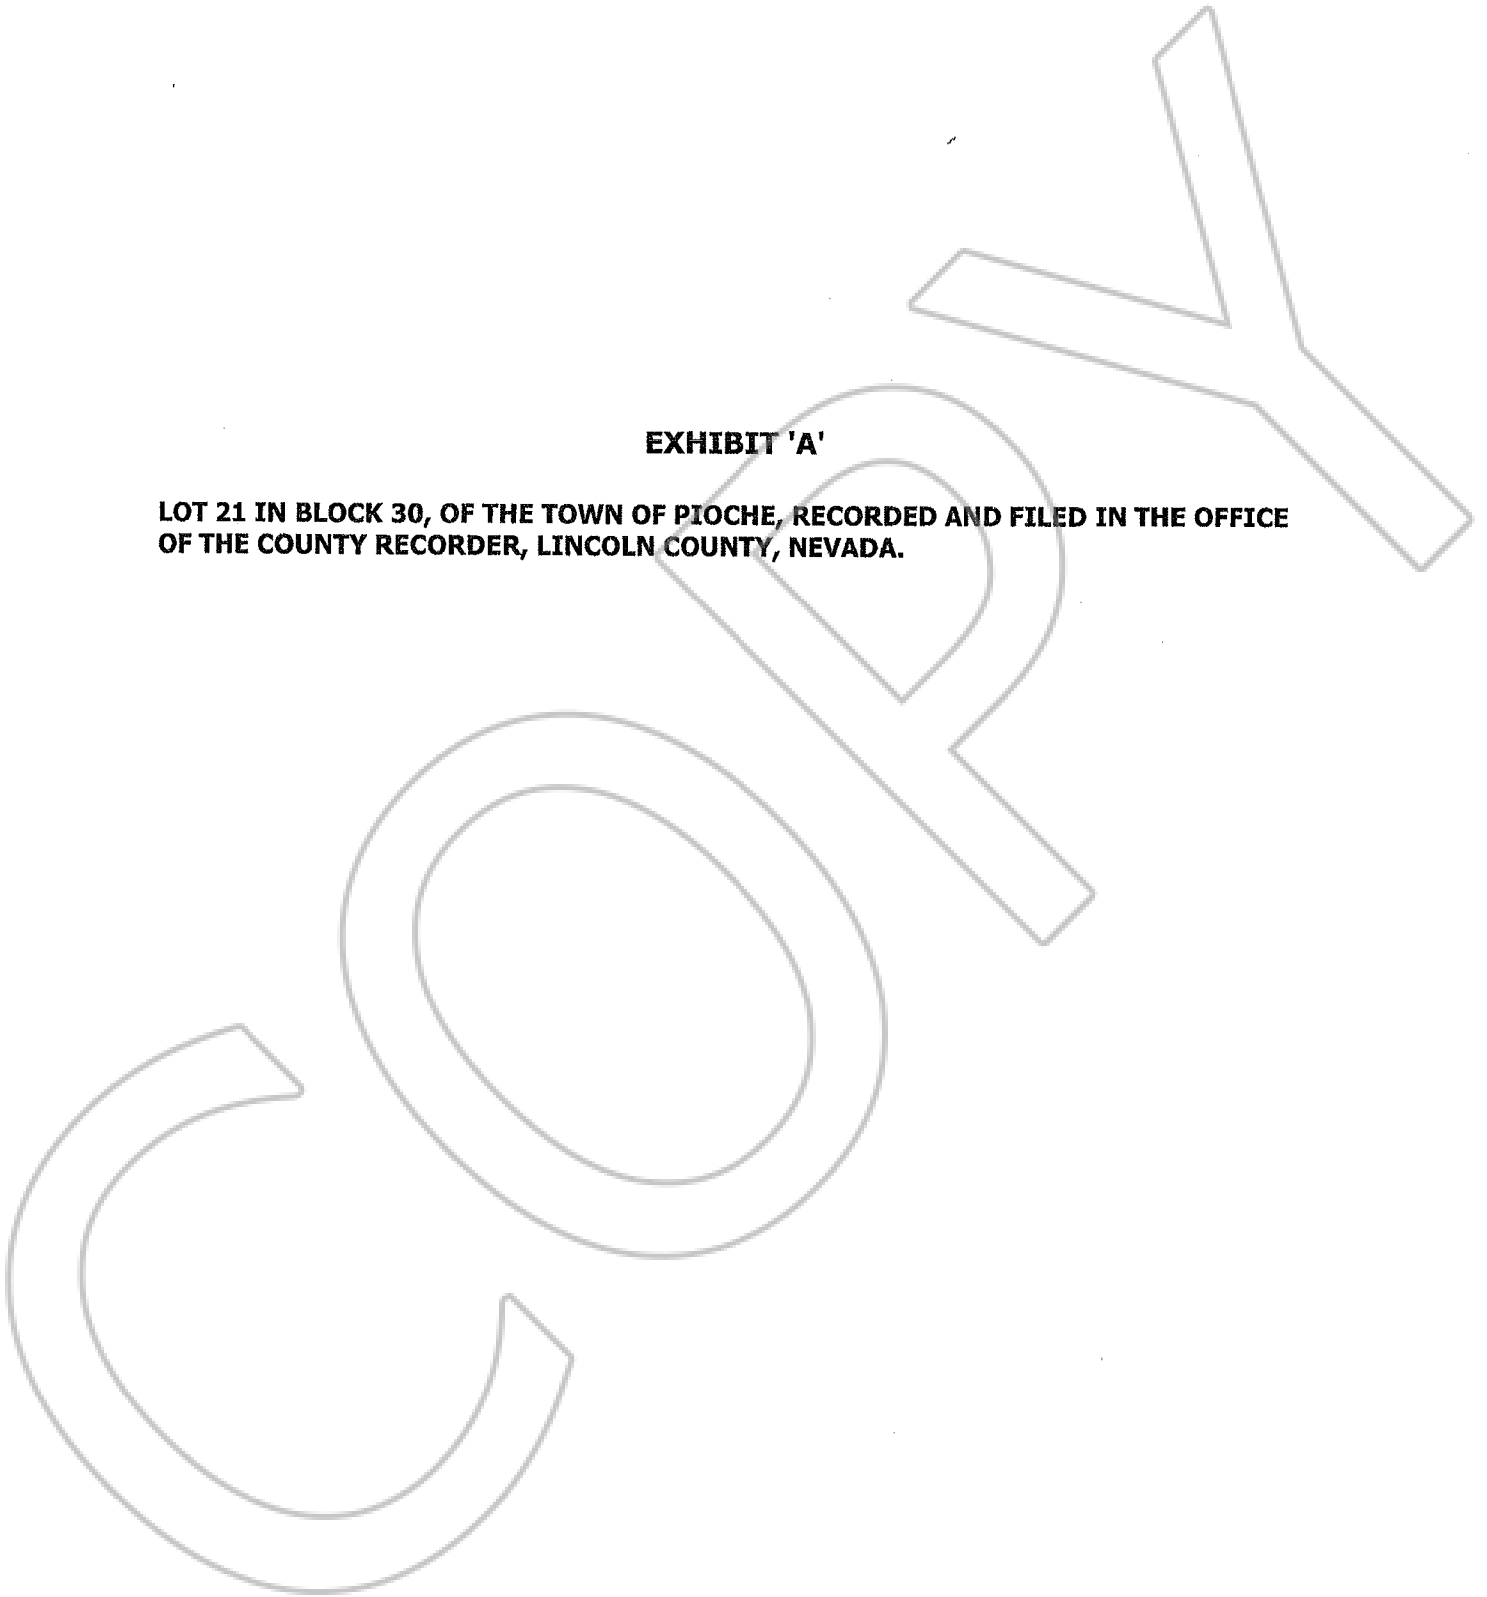 EXHIBIT 'A'
LOT 21 IN BLOCK 30, OF THE TOWN OF PIOCHE, RECORDED AND FILED IN THE OFFICE
OF THE COUNTY RECORDER, LINCOLN COUNTY, NEVADA.
COPY